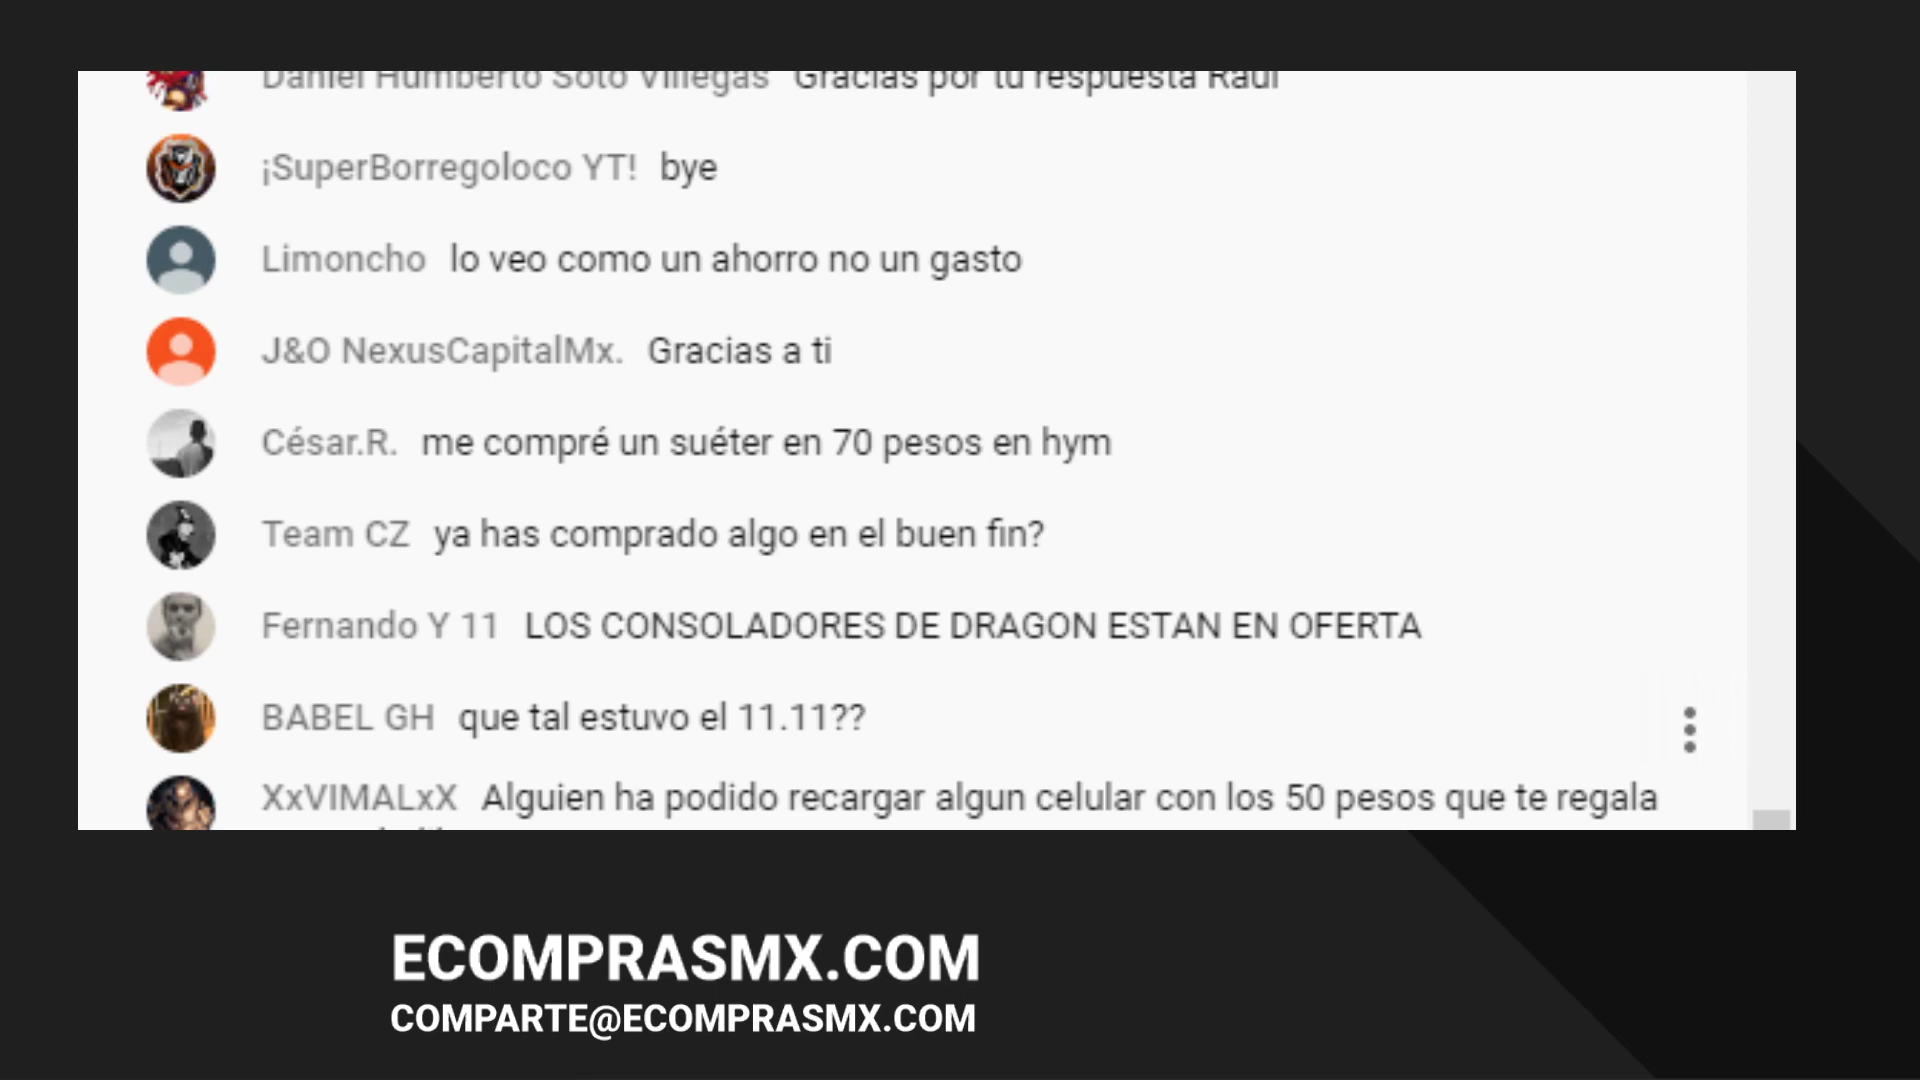 Daniel Humberto Soto Villegas Gracias por tu respuesta Raul
¡SuperBorregoloco YT! bye
Limoncho lo veo como un ahorro no un gasto
J&O NexusCapitalMx. Gracias a ti
César.R. me compré un suéter en 70 pesos en hym
Team CZ ya has comprado algo en el buen fin?
Fernando Y 11 LOS CONSOLADORES DE DRAGON ESTAN EN OFERTA
BABEL GH que tal estuvo el 11.11??
XxVIMALxX Alguien ha podido recargar algun celular con los 50 pesos que te regala
ECOMPRASMX.COM
COMPARTE@ECOMPRASMX.COM